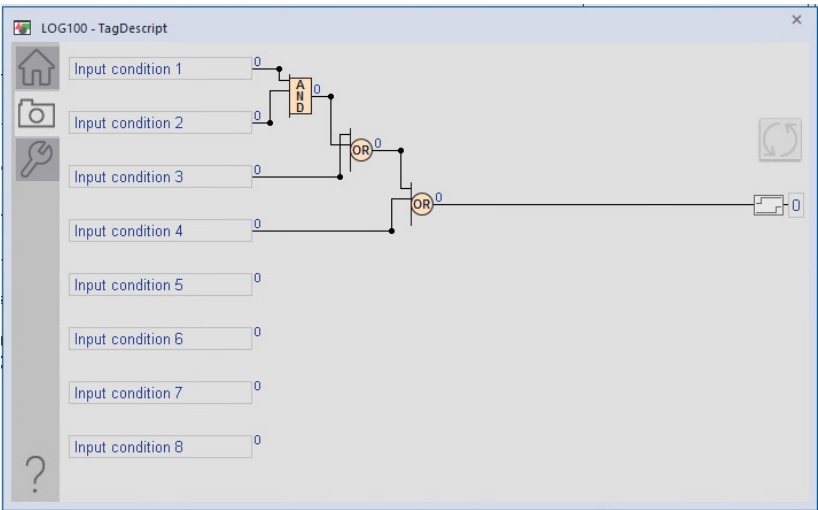 LOG100 - TagDescript
×
Input condition 1 0
AND 0
Input condition 2 0
OR 0
Input condition 3 0
OR 0
0
Input condition 4 0
Input condition 5 0
Input condition 6 0
Input condition 7 0
Input condition 8 0
?